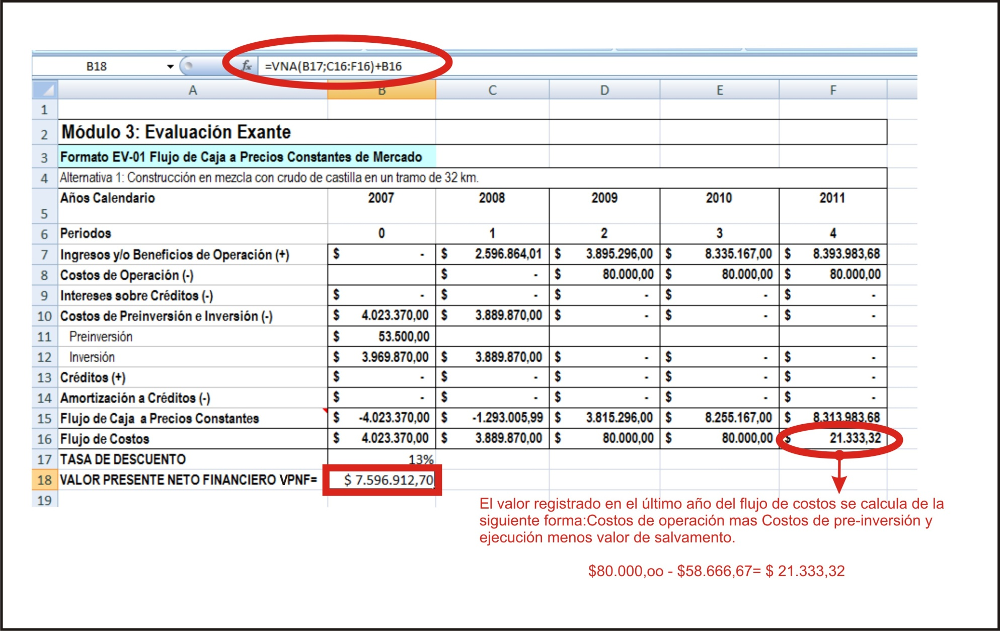 B18 fx =VNA(B17;C16:F16)+B16
A B C D E F
1
2 Módulo 3: Evaluación Exante
3 Formato EV-01 Flujo de Caja a Precios Constantes de Mercado
4 Alternativa 1: Construcción en mezcla con crudo de castilla en un tramo de 32 km.
5 Años Calendario 2007 2008 2009 2010 2011
6 Periodos 0 1 2 3 4
7 Ingresos y/o Beneficios de Operación (+) $ - $ 2.596.864,01 $ 3.895.296,00 $ 8.335.167,00 $ 8.393.983,68
8 Costos de Operación (-) $ - $ 80.000,00 $ 80.000,00 $ 80.000,00
9 Intereses sobre Créditos (-) $ - $ - $ - $ - $ -
10 Costos de Preinversión e Inversión (-) $ 4.023.370,00 $ 3.889.870,00 $ - $ - $ -
11 Preinversión $ 53.500,00
12 Inversión $ 3.969.870,00 $ 3.889.870,00 $ - $ - $ -
13 Créditos (+) $ - $ - $ - $ - $ -
14 Amortización a Créditos (-) $ - $ - $ - $ - $ -
15 Flujo de Caja a Precios Constantes $ -4.023.370,00 $ -1.293.005,99 $ 3.815.296,00 $ 8.255.167,00 $ 8.313.983,68
16 Flujo de Costos $ 4.023.370,00 $ 3.889.870,00 $ 80.000,00 $ 80.000,00 $ 21.333,32
17 TASA DE DESCUENTO 13%
18 VALOR PRESENTE NETO FINANCIERO VPNF= $ 7.596.912,70
19
El valor registrado en el último año del flujo de costos se calcula de la
siguiente forma:Costos de operación mas Costos de pre-inversión y
ejecución menos valor de salvamento.
$80.000,oo - $58.666,67= $ 21.333,32